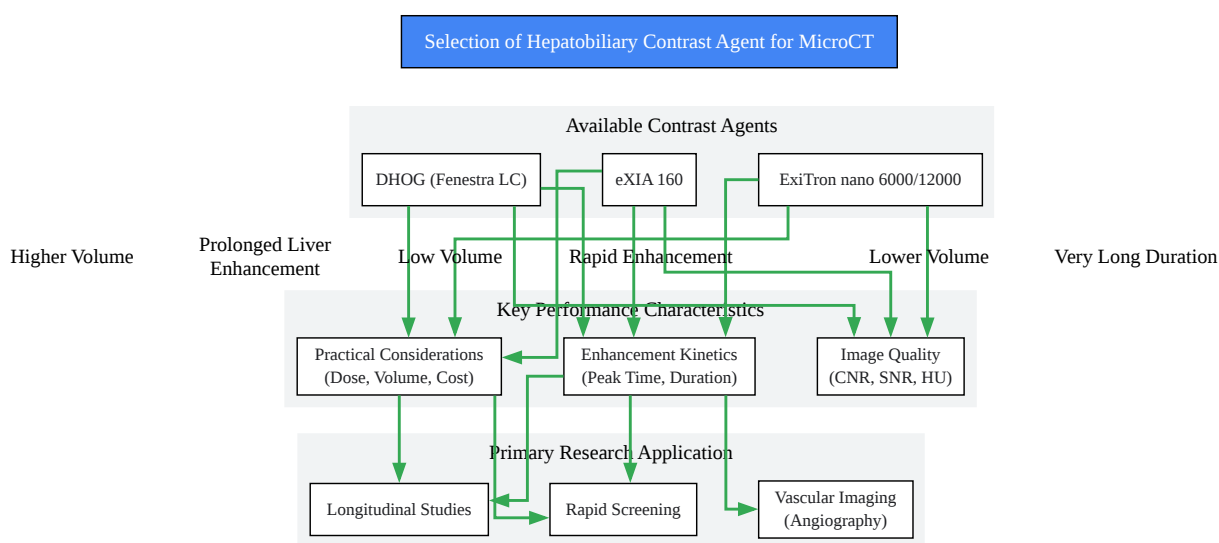 Selection of Hepatobiliary Contrast Agent for MicroCT
Available Contrast Agents
DHOG (Fenestra LC)
eXIA 160
ExiTron nano 6000/12000
Higher Volume
Prolonged Liver
Enhancement
Low Volume
Rapid Enhancement
Lower Volume
Very Long Duration
Key Performance Characteristics
Practical Considerations
(Dose, Volume, Cost)
Enhancement Kinetics
(Peak Time, Duration)
Image Quality
(CNR, SNR, HU)
Primary Research Application
Longitudinal Studies
Rapid Screening
Vascular Imaging
(Angiography)